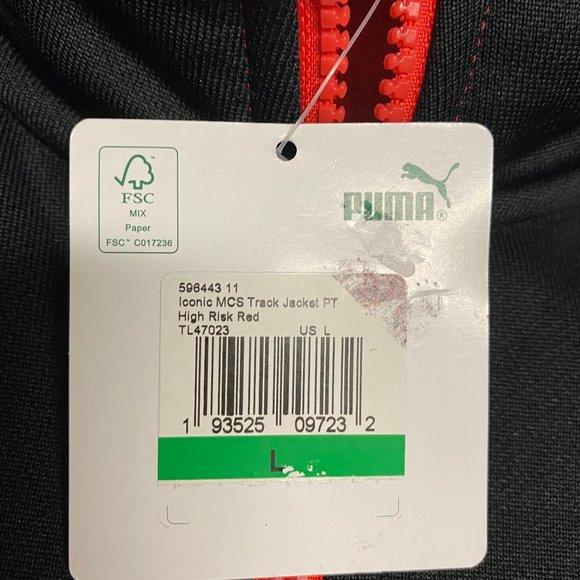 FSC
MIX
Paper
FSC™ C017236
PUMA®
596443 11
Iconic MCS Track Jacket PT
High Risk Red
TL47023 US L
1 93525 09723 2
L